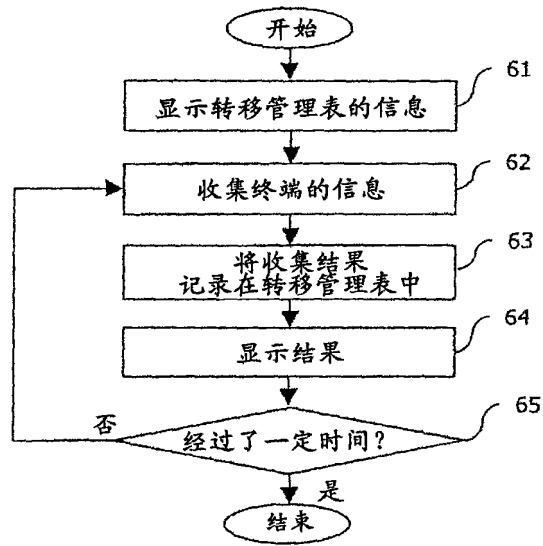 开始
61
显示转移管理表的信息
62
收集终端的信息
63
将收集结果
记录在转移管理表中
64
显示结果
65
否
经过了一定时间？
是
结束